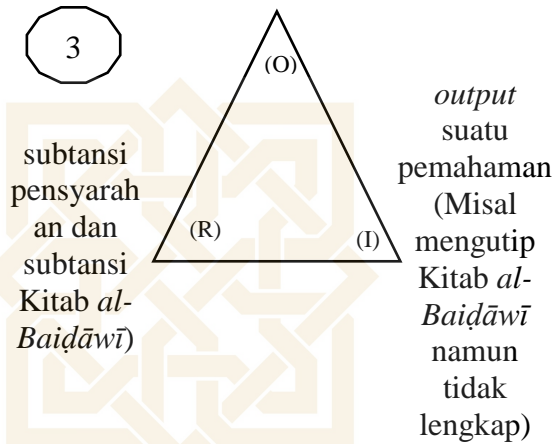 3
(O)
subtansi
pensyarah
an dan
subtansi
Kitab al-
Baiḍāwī)
(R)
(I)
output
suatu
pemahaman
(Misal
mengutip
Kitab al-
Baiḍāwī
namun
tidak
lengkap)